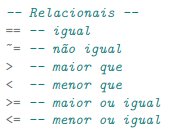 -- Relacionais --
== -- igual
~= -- não igual
> -- maior que
< -- menor que
>= -- maior ou igual
<= -- menor ou igual